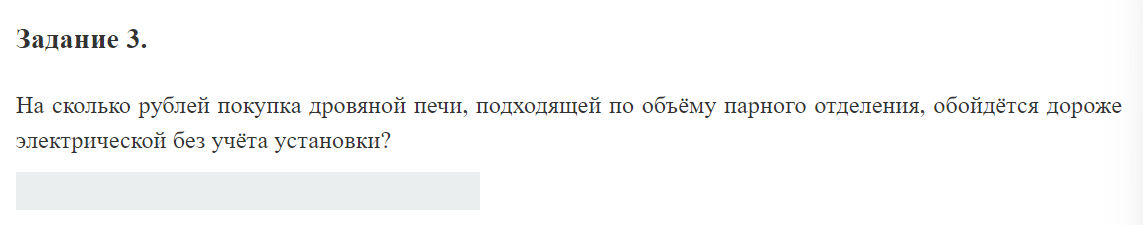 Задание 3.
На сколько рублей покупка дровяной печи, подходящей по объёму парного отделения, обойдётся дороже
электрической без учёта установки?